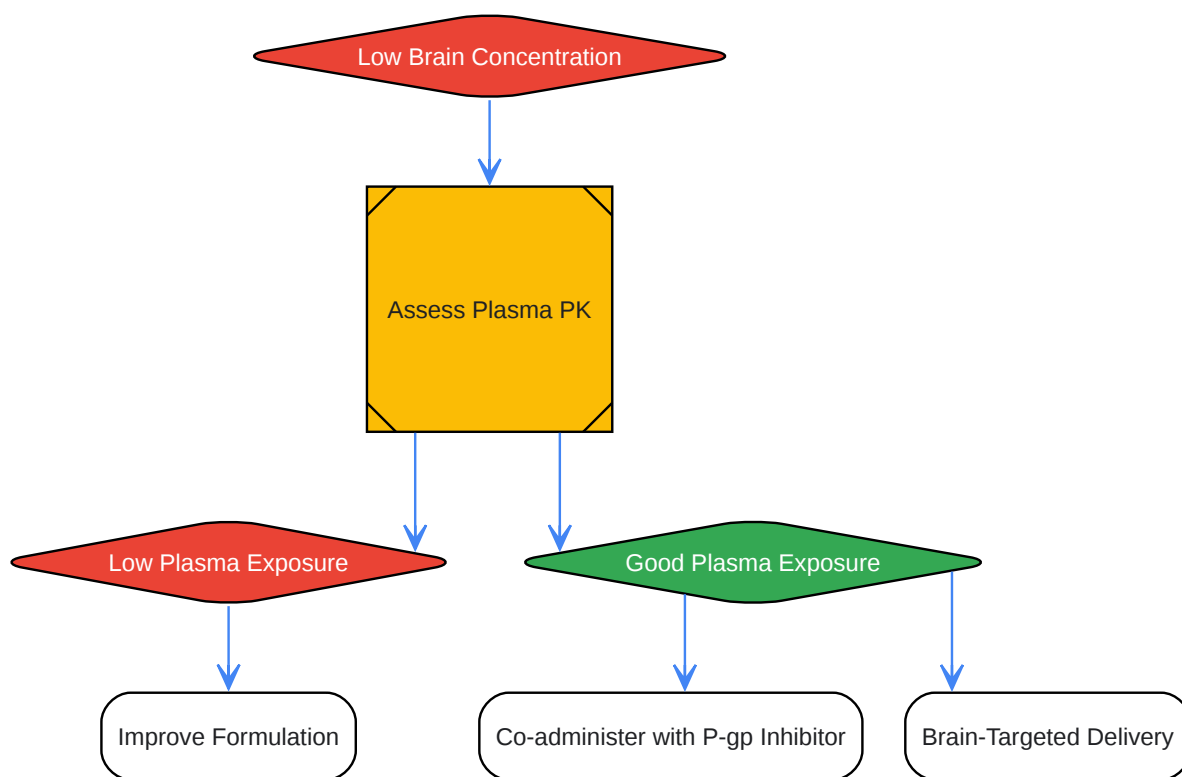 Low Brain Concentration
Assess Plasma PK
Low Plasma Exposure
Good Plasma Exposure
Improve Formulation
Co-administer with P-gp Inhibitor
Brain-Targeted Delivery